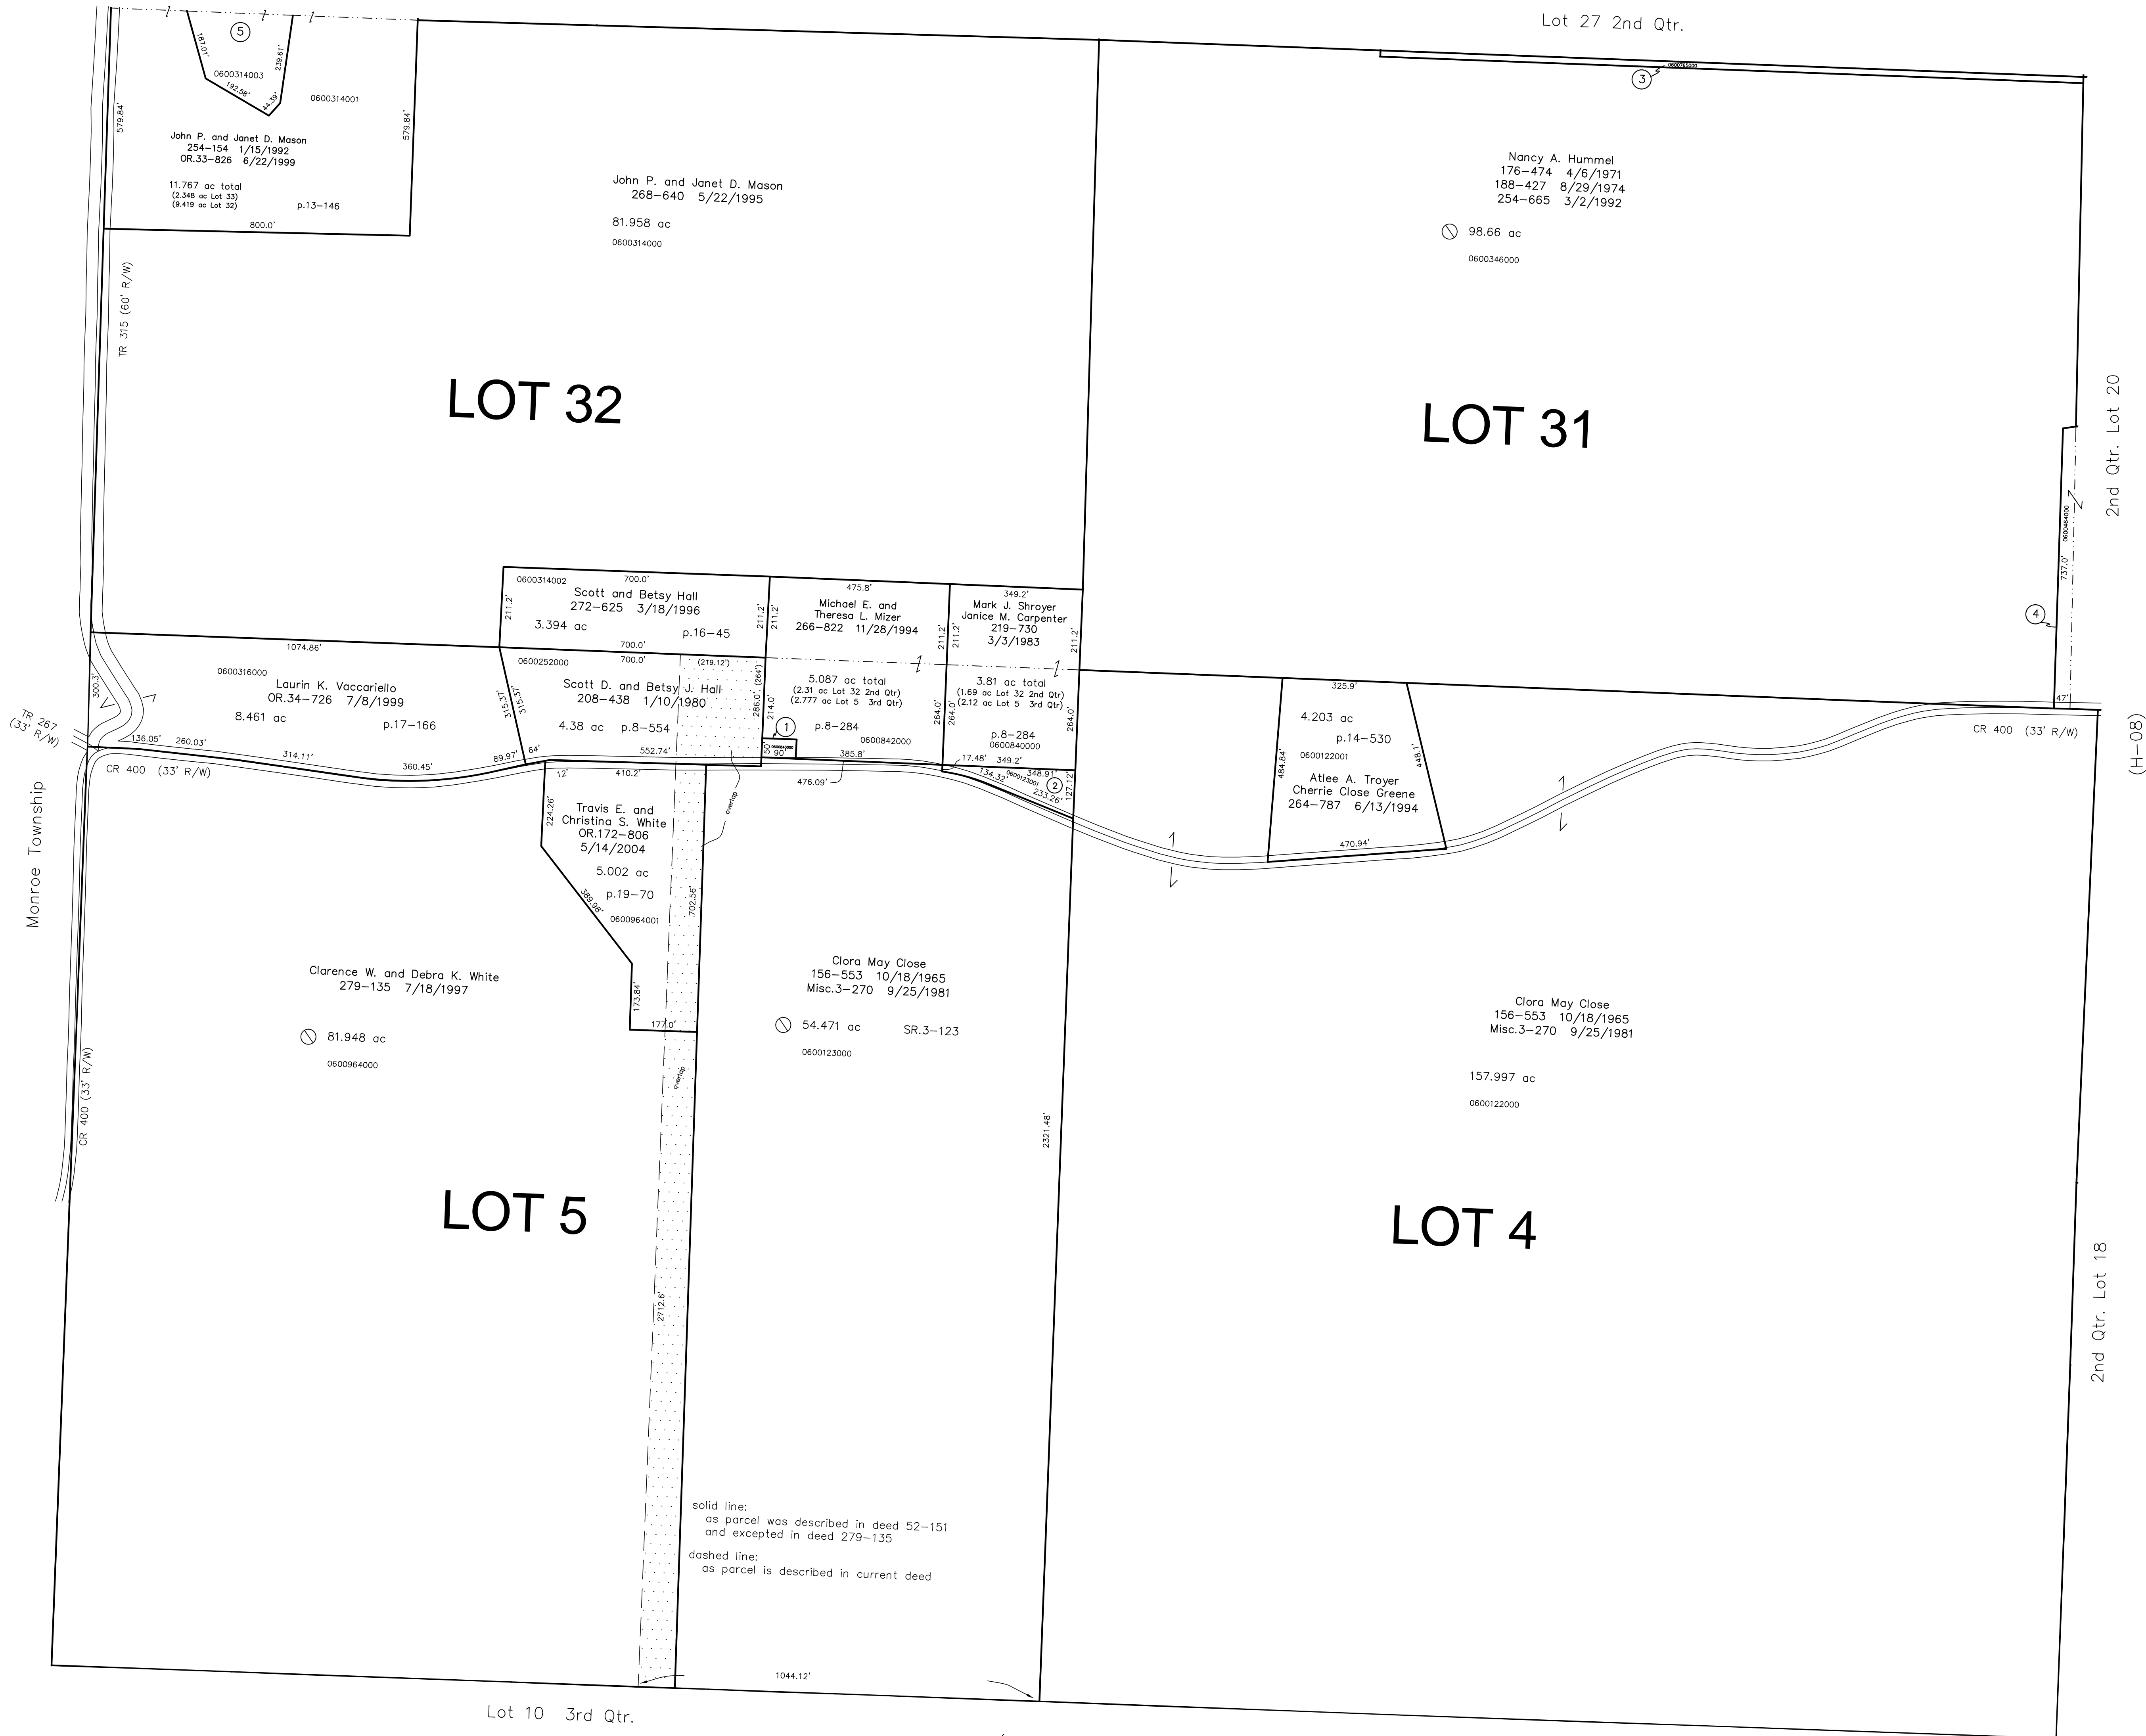 Lot 27 2nd Qtr.
5
187.01'
239.61'
0600314003
192.58'
44.39'
0600314001
579.84'
579.84'
John P. and Janet D. Mason
254-154 1/15/1992
OR.33-826 6/22/1999
11.767 ac total
(2.348 ac Lot 33)
(9.419 ac Lot 32)
p.13-146
800.0'
TR 315 (60' R/W)
John P. and Janet D. Mason
268-640 5/22/1995
81.958 ac
0600314000
LOT 32
3
0600765000
Nancy A. Hummel
176-474 4/6/1971
188-427 8/29/1974
254-665 3/2/1992
98.66 ac
0600346000
LOT 31
2nd Qtr. Lot 20
0600464000
737.0'
4
47'
0600314002
700.0'
Scott and Betsy Hall
272-625 3/18/1996
3.394 ac
p.16-45
211.2'
211.2'
700.0'
475.8'
Michael E. and
Theresa L. Mizer
266-822 11/28/1994
211.2'
211.2'
349.2'
Mark J. Shroyer
Janice M. Carpenter
219-730
3/3/1983
211.2'
211.2'
1074.86'
0600316000
Laurin K. Vaccariello
OR.34-726 7/8/1999
8.461 ac
p.17-166
300.3'
315.37'
315.37'
0600252000
700.0'
(219.12')
Scott D. and Betsy J. Hall
208-438 1/10/1980
4.38 ac p.8-554
286.0' (264')
214.0'
5.087 ac total
(2.31 ac Lot 32 2nd Qtr)
(2.777 ac Lot 5 3rd Qtr)
p.8-284
0600842000
264.0'
264.0'
3.81 ac total
(1.69 ac Lot 32 2nd Qtr)
(2.12 ac Lot 5 3rd Qtr)
p.8-284
0600840000
264.0'
1
50'
90'
385.8'
17.48'
349.2'
348.91'
134.32'
0600123001
2
233.26'
127.12'
325.9'
4.203 ac
p.14-530
0600122001
Atlee A. Troyer
Cherrie Close Greene
264-787 6/13/1994
484.84'
448.1'
470.94'
CR 400 (33' R/W)
(H-08)
TR 267
(33' R/W)
136.05'
260.03'
314.11'
360.45'
89.97'
64'
552.74'
12'
410.2'
476.09'
CR 400 (33' R/W)
Monroe Township
224.26'
Travis E. and
Christina S. White
OR.172-806
5/14/2004
5.002 ac
p.19-70
0600964001
389.98'
173.84'
177.0'
702.56'
overlap
overlap
Clarence W. and Debra K. White
279-135 7/18/1997
81.948 ac
0600964000
CR 400 (33' R/W)
Clora May Close
156-553 10/18/1965
Misc.3-270 9/25/1981
54.471 ac
SR.3-123
0600123000
2321.48'
Clora May Close
156-553 10/18/1965
Misc.3-270 9/25/1981
157.997 ac
0600122000
LOT 5
LOT 4
2712.6'
2nd Qtr. Lot 18
solid line:
as parcel was described in deed 52-151
and excepted in deed 279-135
dashed line:
as parcel is described in current deed
1044.12'
Lot 10 3rd Qtr.